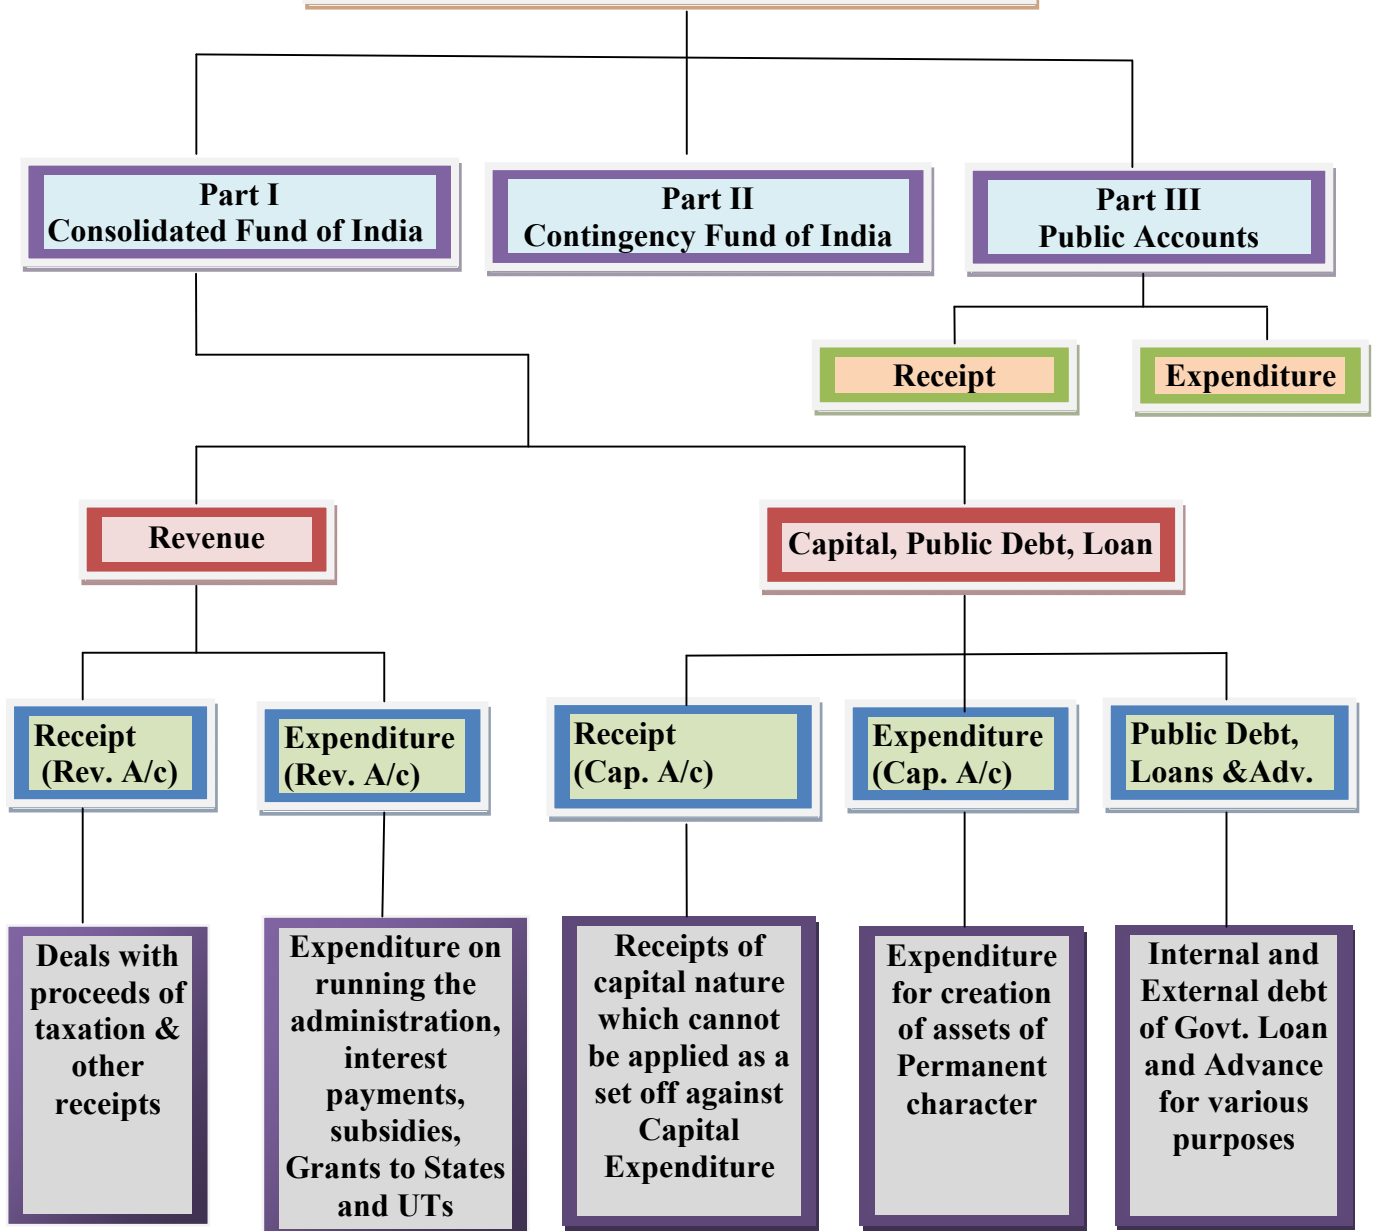 Part I
Consolidated Fund of India
Part II
Contingency Fund of India
Part III
Public Accounts
Receipt
Expenditure
Revenue
Capital, Public Debt, Loan
Receipt
(Rev. A/c)
Expenditure
(Rev. A/c)
Receipt
(Cap. A/c)
Expenditure
(Cap. A/c)
Public Debt,
Loans &Adv.
Deals with
proceeds of
taxation &
other
receipts
Expenditure on
running the
administration,
interest
payments,
subsidies,
Grants to States
and UTs
Receipts of
capital nature
which cannot
be applied as a
set off against
Capital
Expenditure
Expenditure
for creation
of assets of
Permanent
character
Internal and
External debt
of Govt. Loan
and Advance
for various
purposes